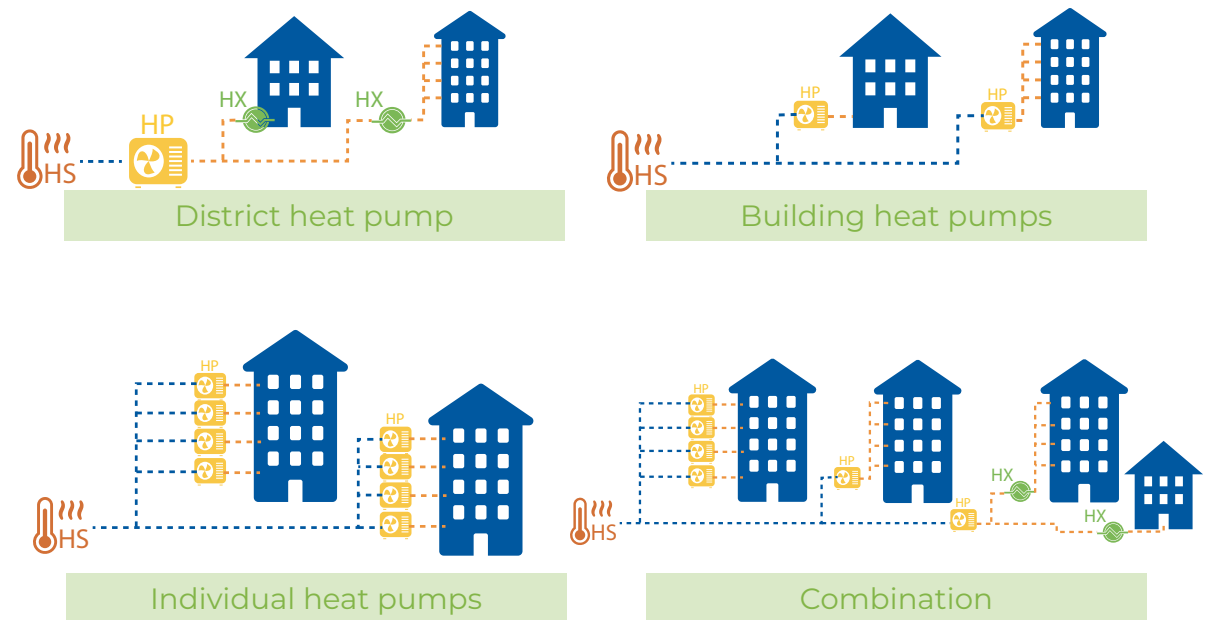 HX
HX
HP
HS
District heat pump
HP
HP
HS
Building heat pumps
HP
HP
HS
Individual heat pumps
HP
HP
HX
HP
HX
HS
Combination